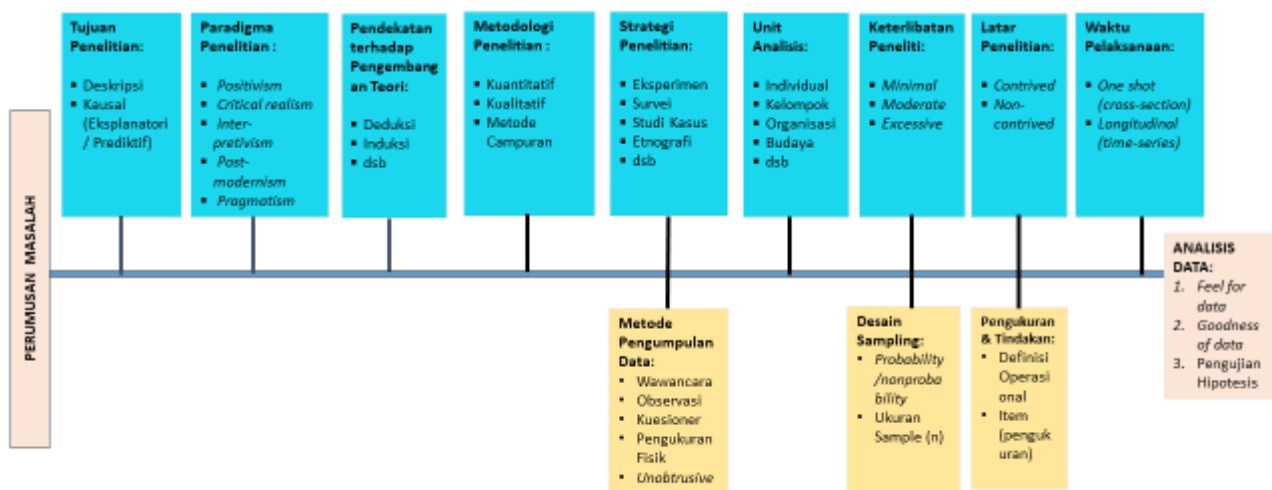 PERUMUSAN MASALAH
Tujuan
Penelitian:
▪ Deskripsi
▪ Kausal
(Eksplanatori
/ Prediktif)
Paradigma
Penelitian :
▪ Positivism
▪ Critical realism
▪ Inter-
pretivism
▪ Post-
modernism
▪ Pragmatism
Pendekatan
terhadap
Pengembang
an Teori:
▪ Deduksi
▪ Induksi
▪ dsb
Metodologi
Penelitian :
▪ Kuantitatif
▪ Kualitatif
▪ Metode
Campuran
Strategi
Penelitian:
▪ Eksperimen
▪ Survei
▪ Studi Kasus
▪ Etnografi
▪ dsb
Unit
Analisis:
▪ Individual
▪ Kelompok
▪ Organisasi
▪ Budaya
▪ dsb
Keterlibatan
Peneliti:
▪ Minimal
▪ Moderate
▪ Excessive
Latar
Penelitian:
▪ Contrived
▪ Non-
contrived
Waktu
Pelaksanaan:
▪ One shot
(cross-section)
▪ Longitudinal
(time-series)
Metode
Pengumpulan
Data:
• Wawancara
• Observasi
• Kuesioner
• Pengukuran
Fisik
• Unobtrusive
Desain
Sampling:
• Probability
/nonproba
bility
• Ukuran
Sample (n)
Pengukuran
& Tindakan:
• Definisi
Operasi
onal
• Item
(penguk
uran)
ANALISIS
DATA:
1. Feel for
data
2. Goodness
of data
3. Pengujian
Hipotesis